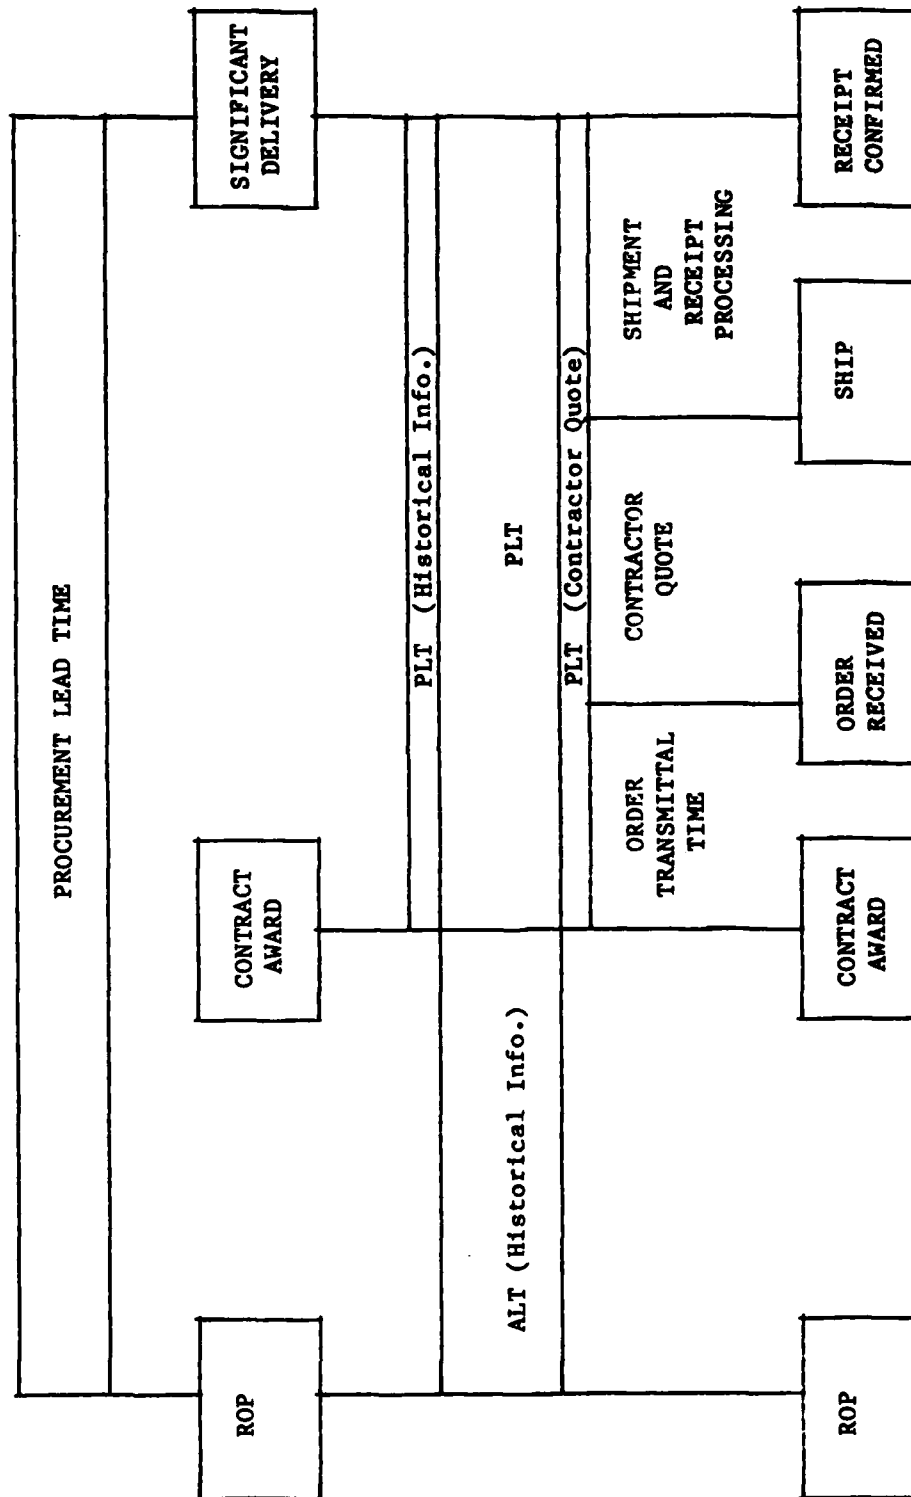 PROCUREMENT LEAD TIME
ROP
CONTRACT
AWARD
SIGNIFICANT
DELIVERY
PLT (Historical Info.)
ALT (Historical Info.)
PLT
PLT (Contractor Quote)
ORDER
TRANSMITTAL
TIME
CONTRACTOR
QUOTE
SHIPMENT
AND
RECEIPT
PROCESSING
ROP
CONTRACT
AWARD
ORDER
RECEIVED
SHIP
RECEIPT
CONFIRMED